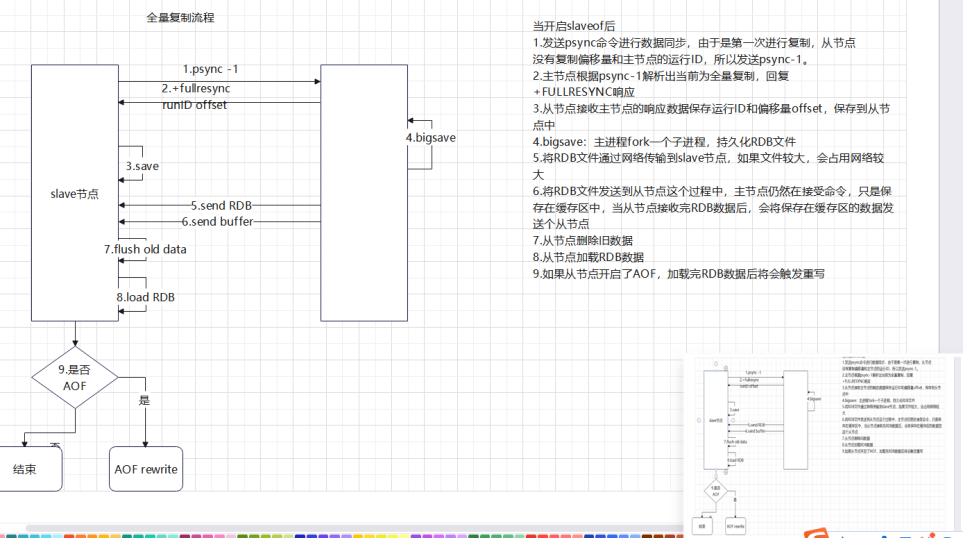 全量复制流程
当开启slaveof后
1.发送psync命令进行数据同步，由于是第一次进行复制，从节点
没有复制偏移量和主节点的运行ID，所以发送psync-1。
2.主节点根据psync-1解析出当前为全量复制，回复
+FULLRESYNC响应
3.从节点接收主节点的响应数据保存运行ID和偏移量offset，保存到从节
点中
4.bigsave：主进程fork一个子进程，持久化RDB文件
5.将RDB文件通过网络传输到slave节点，如果文件较大，会占用网络较
大
6.将RDB文件发送到从节点这个过程中，主节点仍然在接受命令，只是保
存在缓存区中，当从节点接收完RDB数据后，会将保存在缓存区的数据发
送个从节点
7.从节点删除旧数据
8.从节点加载RDB数据
9.如果从节点开启了AOF，加载完RDB数据后将会触发重写
1.psync -1
2.+fullresync
runID offset
4.bigsave
3.save
slave节点
5.send RDB
6.send buffer
7.flush old data
8.load RDB
9.是否
AOF
是
否
结束
AOF rewrite